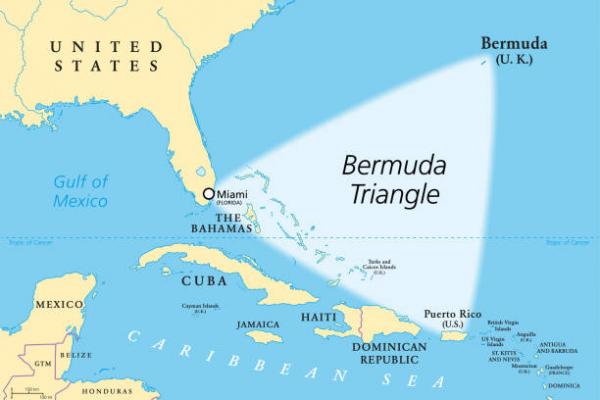 UNITED
STATES
Bermuda
(U. K.)
Bermuda
Triangle
Gulf of
Mexico
Miami
(FLORIDA)
THE
BAHAMAS
Tropic of Cancer
Tropic of Cancer
Turks and
Caicos Islands
(U.K.)
CUBA
MEXICO
Cayman Islands
(U.K.)
HAITI
JAMAICA
Puerto Rico
(U.S.)
DOMINICAN
REPUBLIC
British Virgin
Islands
US Virgin
Islands
Anguilla
(U.K.)
ST. KITTS
AND NEVIS
ANTIGUA
AND BARBUDA
Montserrat
(U.K.)
Guadeloupe
(FRANCE)
DOMINICA
BELIZE
GTM
HONDURAS
CARIBBEAN SEA